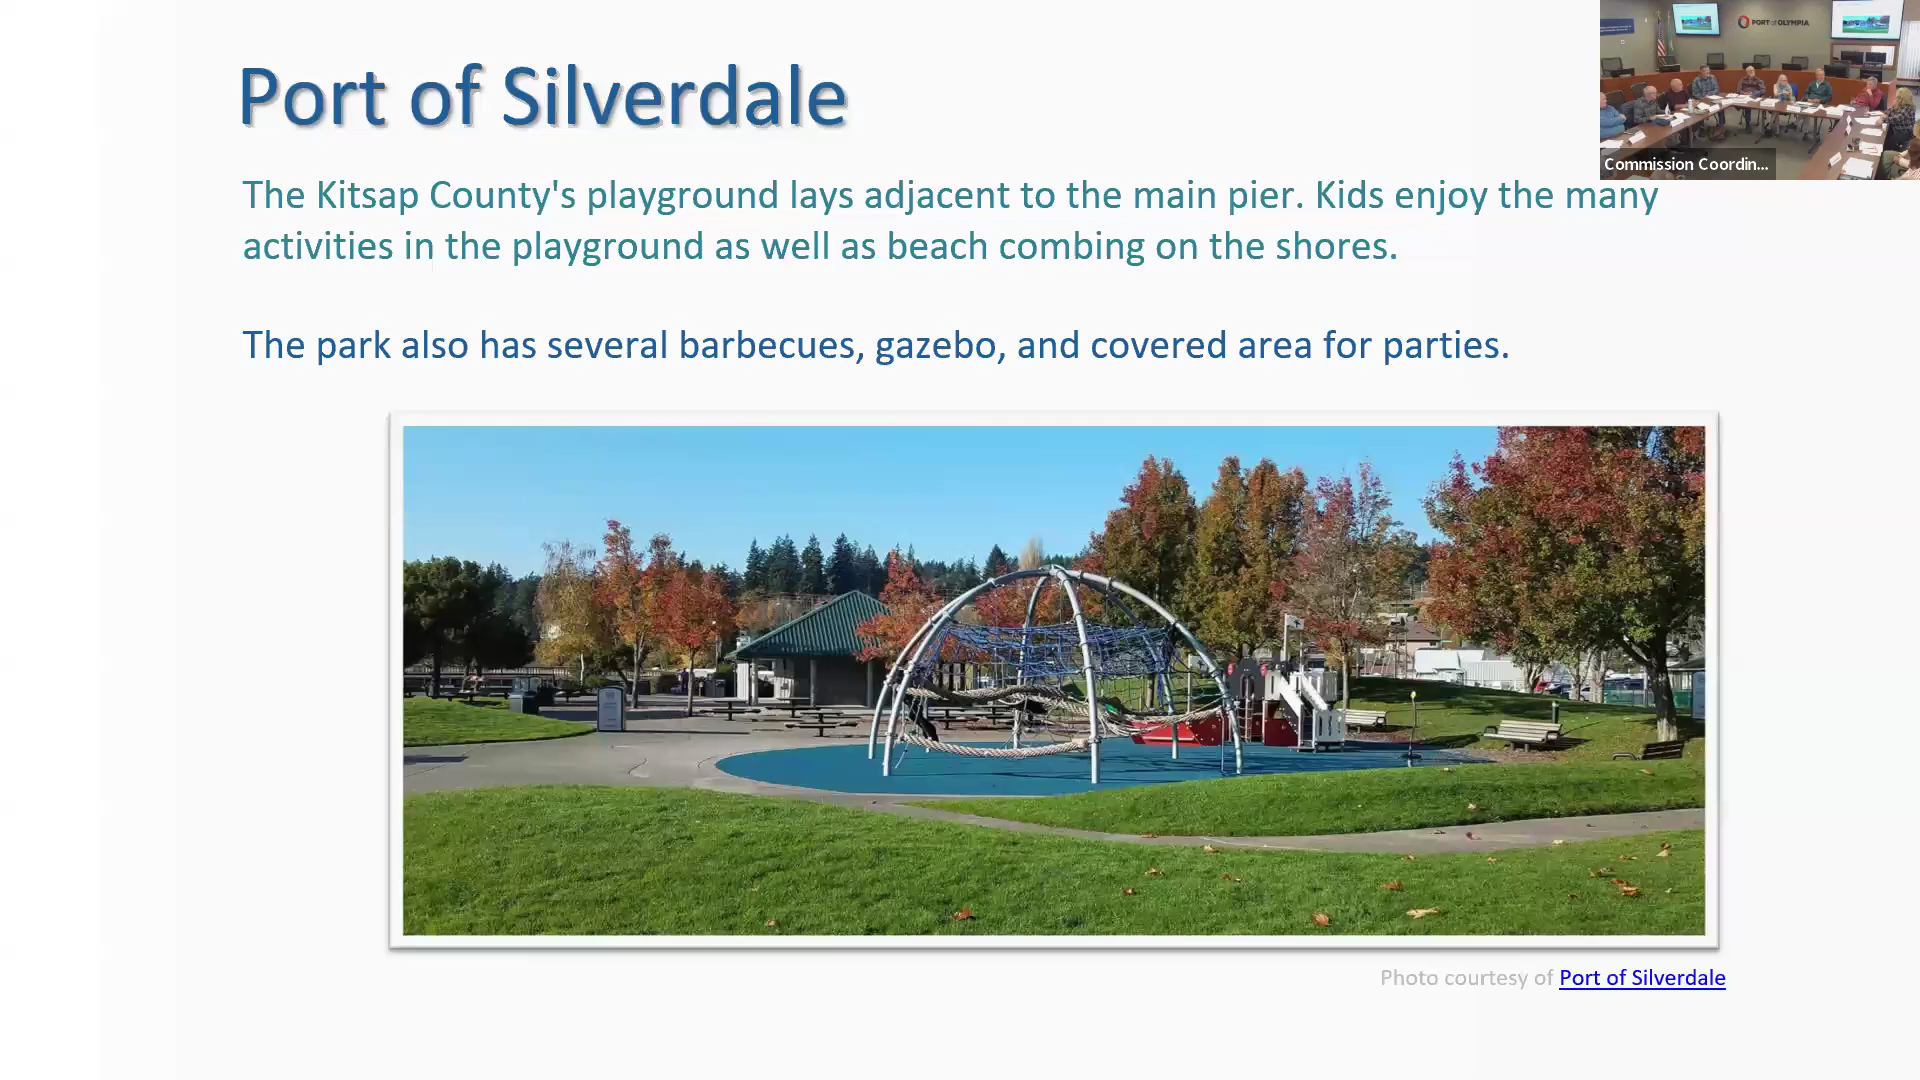 Port of Silverdale
PORT OF OLYMPIA
Commission Coordin...
The Kitsap County's playground lays adjacent to the main pier. Kids enjoy the many
activities in the playground as well as beach combing on the shores.
The park also has several barbecues, gazebo, and covered area for parties.
Photo courtesy of Port of Silverdale